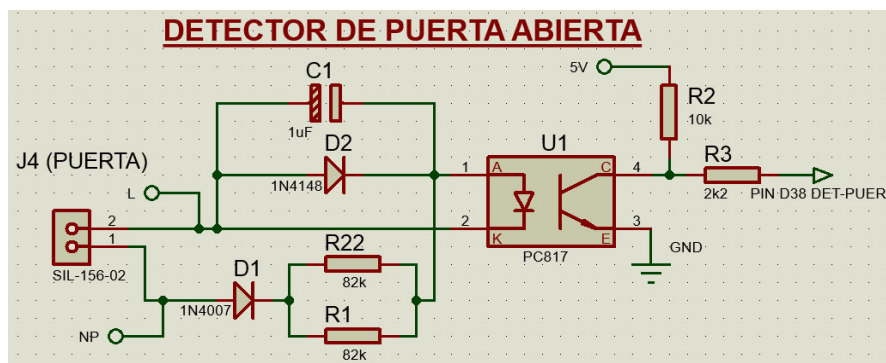 DETECTOR DE PUERTA ABIERTA
C1
1uF
5V
R2
10k
D2
1N4148
U1
J4 (PUERTA)
L
1
A
C
4
R3
2k2
PIN D38 DET-PUER
2
1
2
K
E
3
PC817
GND
SIL-156-02
D1
1N4007
R22
82k
R1
82k
NP